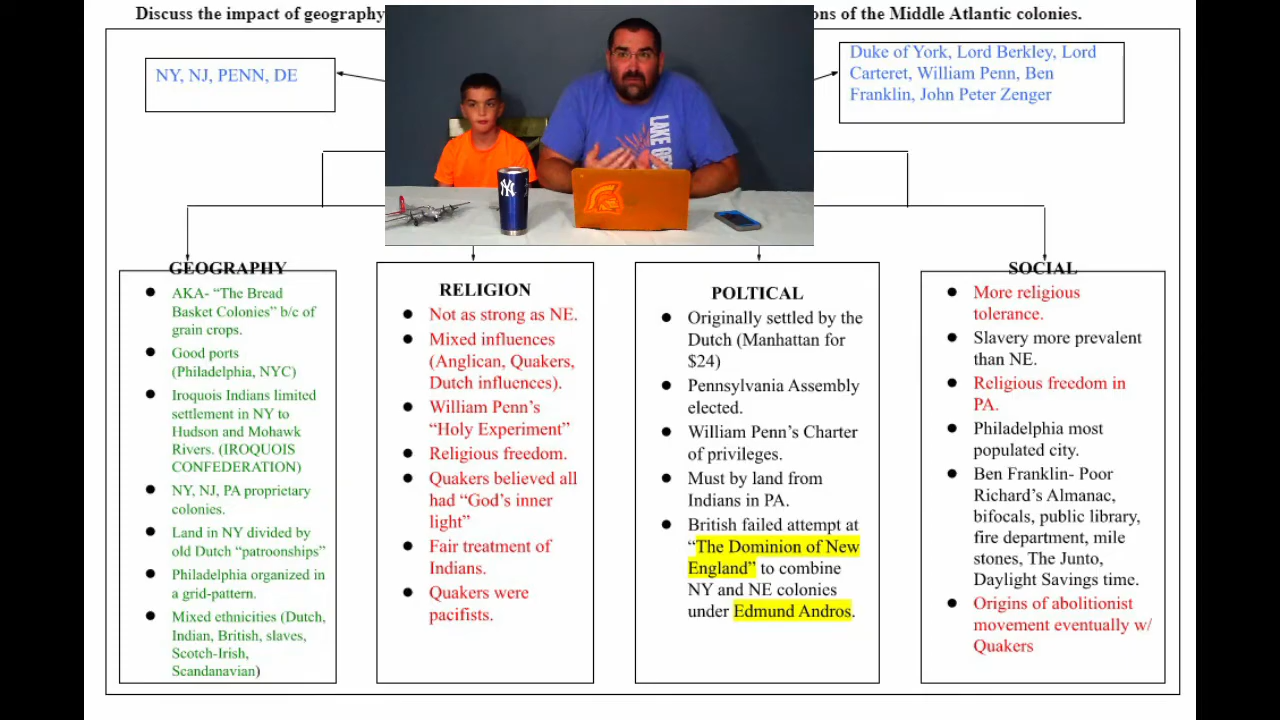 Discuss the impact of geography
ons of the Middle Atlantic colonies.
NY, NJ, PENN, DE
Duke of York, Lord Berkley, Lord
Carteret, William Penn, Ben
Franklin, John Peter Zenger
LAKE GE
NY
GEOGRAPHY
● AKA- “The Bread
Basket Colonies” b/c of
grain crops.
● Good ports
(Philadelphia, NYC)
● Iroquois Indians limited
settlement in NY to
Hudson and Mohawk
Rivers. (IROQUOIS
CONFEDERATION)
● NY, NJ, PA proprietary
colonies.
● Land in NY divided by
old Dutch “patroonships”
● Philadelphia organized in
a grid-pattern.
● Mixed ethnicities (Dutch,
Indian, British, slaves,
Scotch-Irish,
Scandanavian)
RELIGION
● Not as strong as NE.
● Mixed influences
(Anglican, Quakers,
Dutch influences).
● William Penn’s
“Holy Experiment”
● Religious freedom.
● Quakers believed all
had “God’s inner
light”
● Fair treatment of
Indians.
● Quakers were
pacifists.
POLTICAL
● Originally settled by the
Dutch (Manhattan for
$24)
● Pennsylvania Assembly
elected.
● William Penn’s Charter
of privileges.
● Must by land from
Indians in PA.
● British failed attempt at
“The Dominion of New
England” to combine
NY and NE colonies
under Edmund Andros.
SOCIAL
● More religious
tolerance.
● Slavery more prevalent
than NE.
● Religious freedom in
PA.
● Philadelphia most
populated city.
● Ben Franklin- Poor
Richard’s Almanac,
bifocals, public library,
fire department, mile
stones, The Junto,
Daylight Savings time.
● Origins of abolitionist
movement eventually w/
Quakers